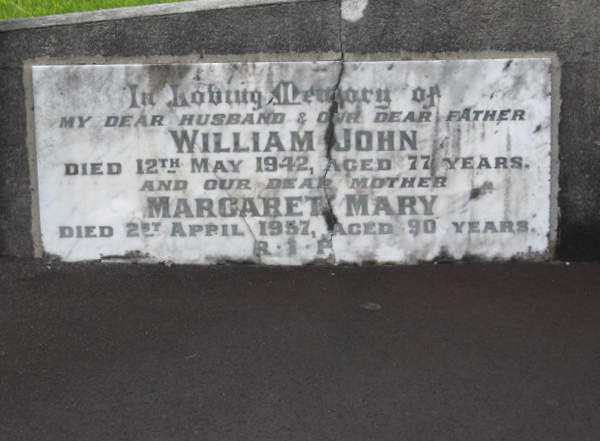 In Loving Memory of
MY DEAR HUSBAND & OUR DEAR FATHER
WILLIAM JOHN
DIED 12TH MAY 1942, AGED 77 YEARS.
AND OUR DEAR MOTHER
MARGARET MARY
DIED 2ST APRIL 1957, AGED 90 YEARS.
R·I·P